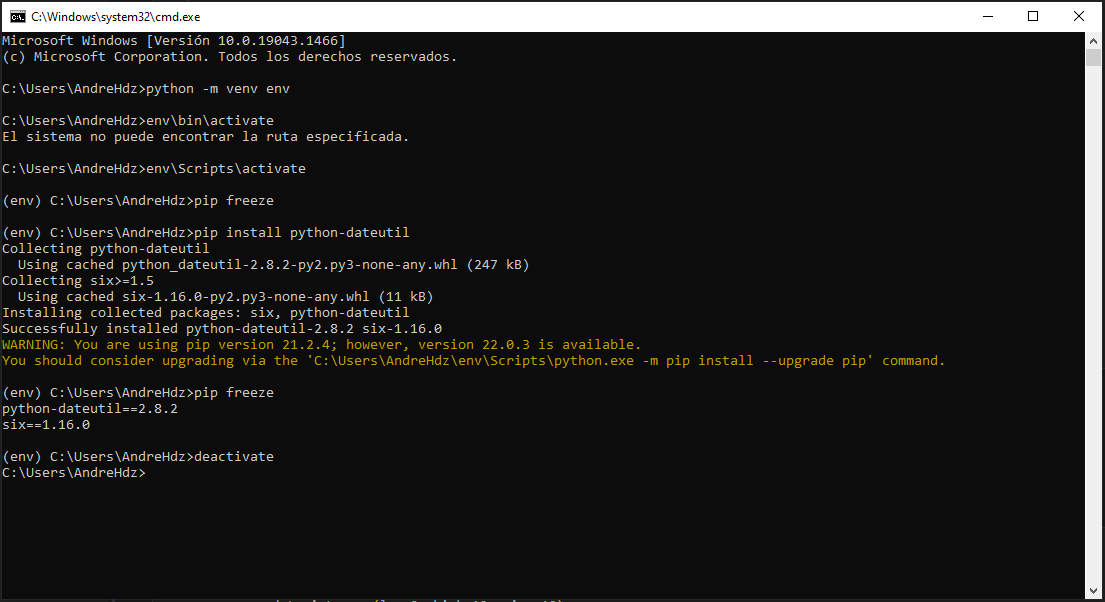 C:\Windows\system32\cmd.exe
Microsoft Windows [Versión 10.0.19043.1466]
(c) Microsoft Corporation. Todos los derechos reservados.
C:\Users\AndreHdz>python -m venv env
C:\Users\AndreHdz>env\bin\activate
El sistema no puede encontrar la ruta especificada.
C:\Users\AndreHdz>env\Scripts\activate
(env) C:\Users\AndreHdz>pip freeze
(env) C:\Users\AndreHdz>pip install python-dateutil
Collecting python-dateutil
  Using cached python_dateutil-2.8.2-py2.py3-none-any.whl (247 kB)
Collecting six>=1.5
  Using cached six-1.16.0-py2.py3-none-any.whl (11 kB)
Installing collected packages: six, python-dateutil
Successfully installed python-dateutil-2.8.2 six-1.16.0
WARNING: You are using pip version 21.2.4; however, version 22.0.3 is available.
You should consider upgrading via the 'C:\Users\AndreHdz\env\Scripts\python.exe -m pip install --upgrade pip' command.
(env) C:\Users\AndreHdz>pip freeze
python-dateutil==2.8.2
six==1.16.0
(env) C:\Users\AndreHdz>deactivate
C:\Users\AndreHdz>